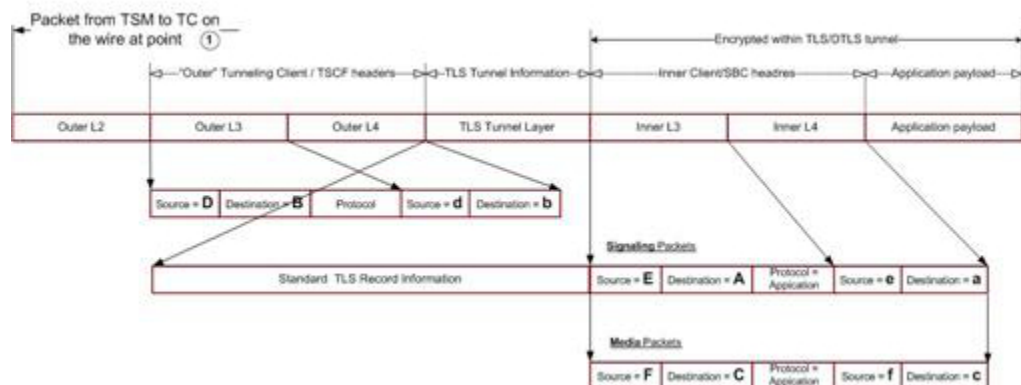 Packet from TSM to TC on
the wire at point 1
Encrypted within TLS/DTLS tunnel
"Outer" Tunneling Client / TSCF headers
TLS Tunnel Information
Inner Client/SBC headres
Application payload
Outer L2 Outer L3 Outer L4 TLS Tunnel Layer Inner L3 Inner L4 Application payload
Source = D Destination = B Protocol Source = d Destination = b
Signaling Packets
Standard TLS Record Information Source = E Destination = A Protocol = Appication Source = e Destination = a
Media Packets
Source = F Destination = C Protocol = Appication Source = f Destination = c